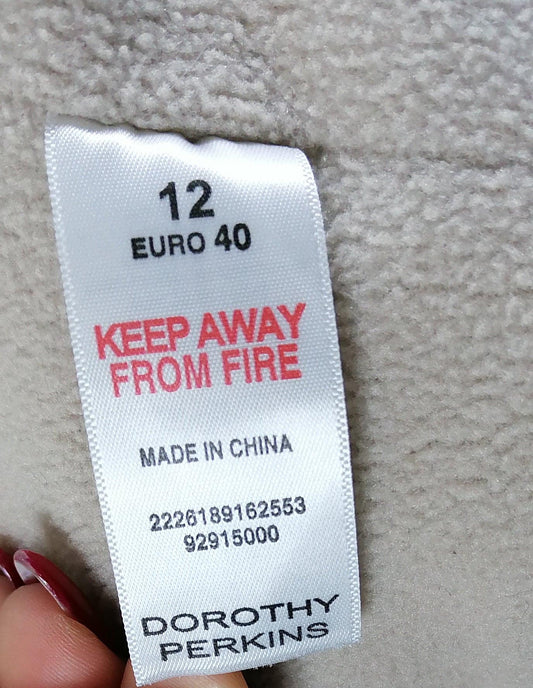 12
EURO 40
KEEP AWAY
FROM FIRE
MADE IN CHINA
2226189162553
92915000
DOROTHY
PERKINS